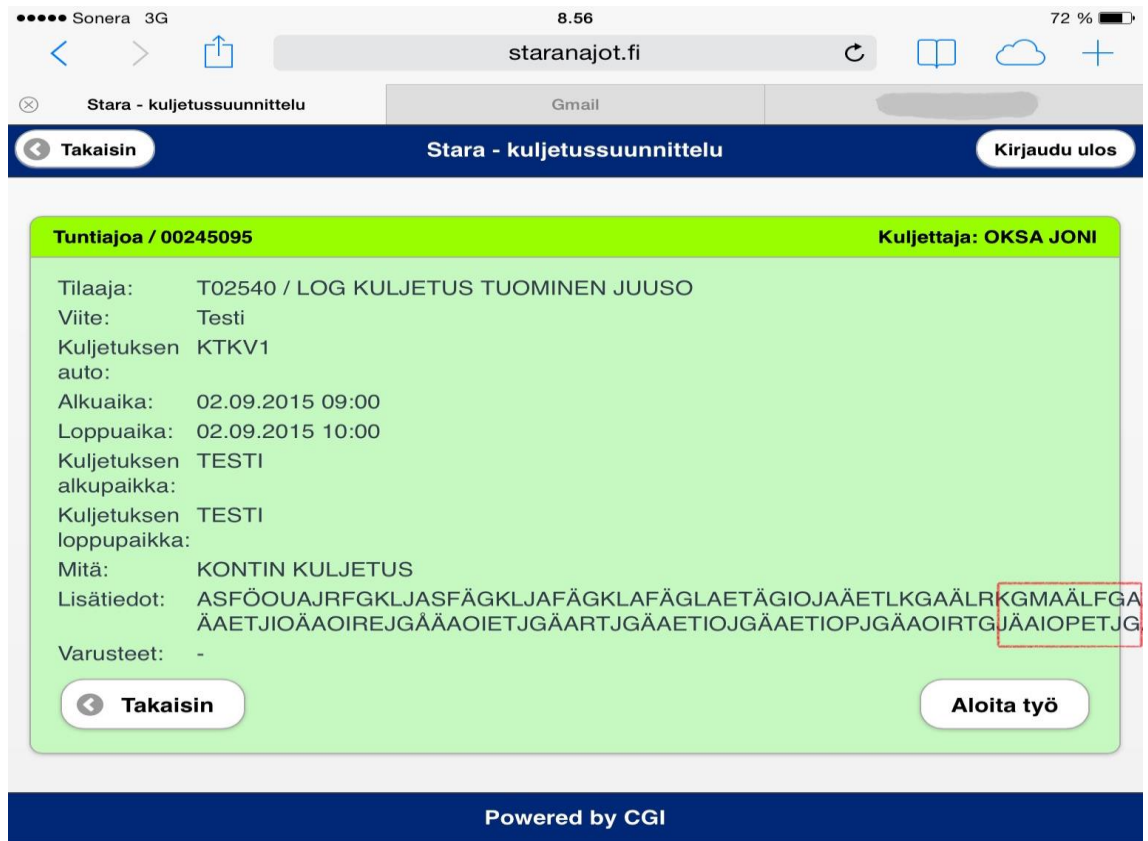 Sonera 3G 8.56 72 %
staranajot.fi
Stara - kuljetussuunnittelu Gmail
Takaisin Stara - kuljetussuunnittelu Kirjaudu ulos
Tuntiajoa / 00245095 Kuljettaja: OKSA JONI
Tilaaja: T02540 / LOG KULJETUS TUOMINEN JUUSO
Viite: Testi
Kuljetuksen KTKV1
auto:
Alkuaika: 02.09.2015 09:00
Loppuaika: 02.09.2015 10:00
Kuljetuksen TESTI
alkupaikka:
Kuljetuksen TESTI
loppupaikka:
Mitä: KONTIN KULJETUS
Lisätiedot: ASFÖOUAJRFGKLJASFÄGKLJAFÄGKLAFÄGLAETÄGIOJAÄETLKGAÄLRKGMAÄLFGA
ÄAETJIOÄAOIREJGÅÄAOIETJGÄARTJGÄAETIOJGÄAETIOPJGÄAOIRTGJÄAIOPETJG
Varusteet: -
Takaisin Aloita työ
Powered by CGI